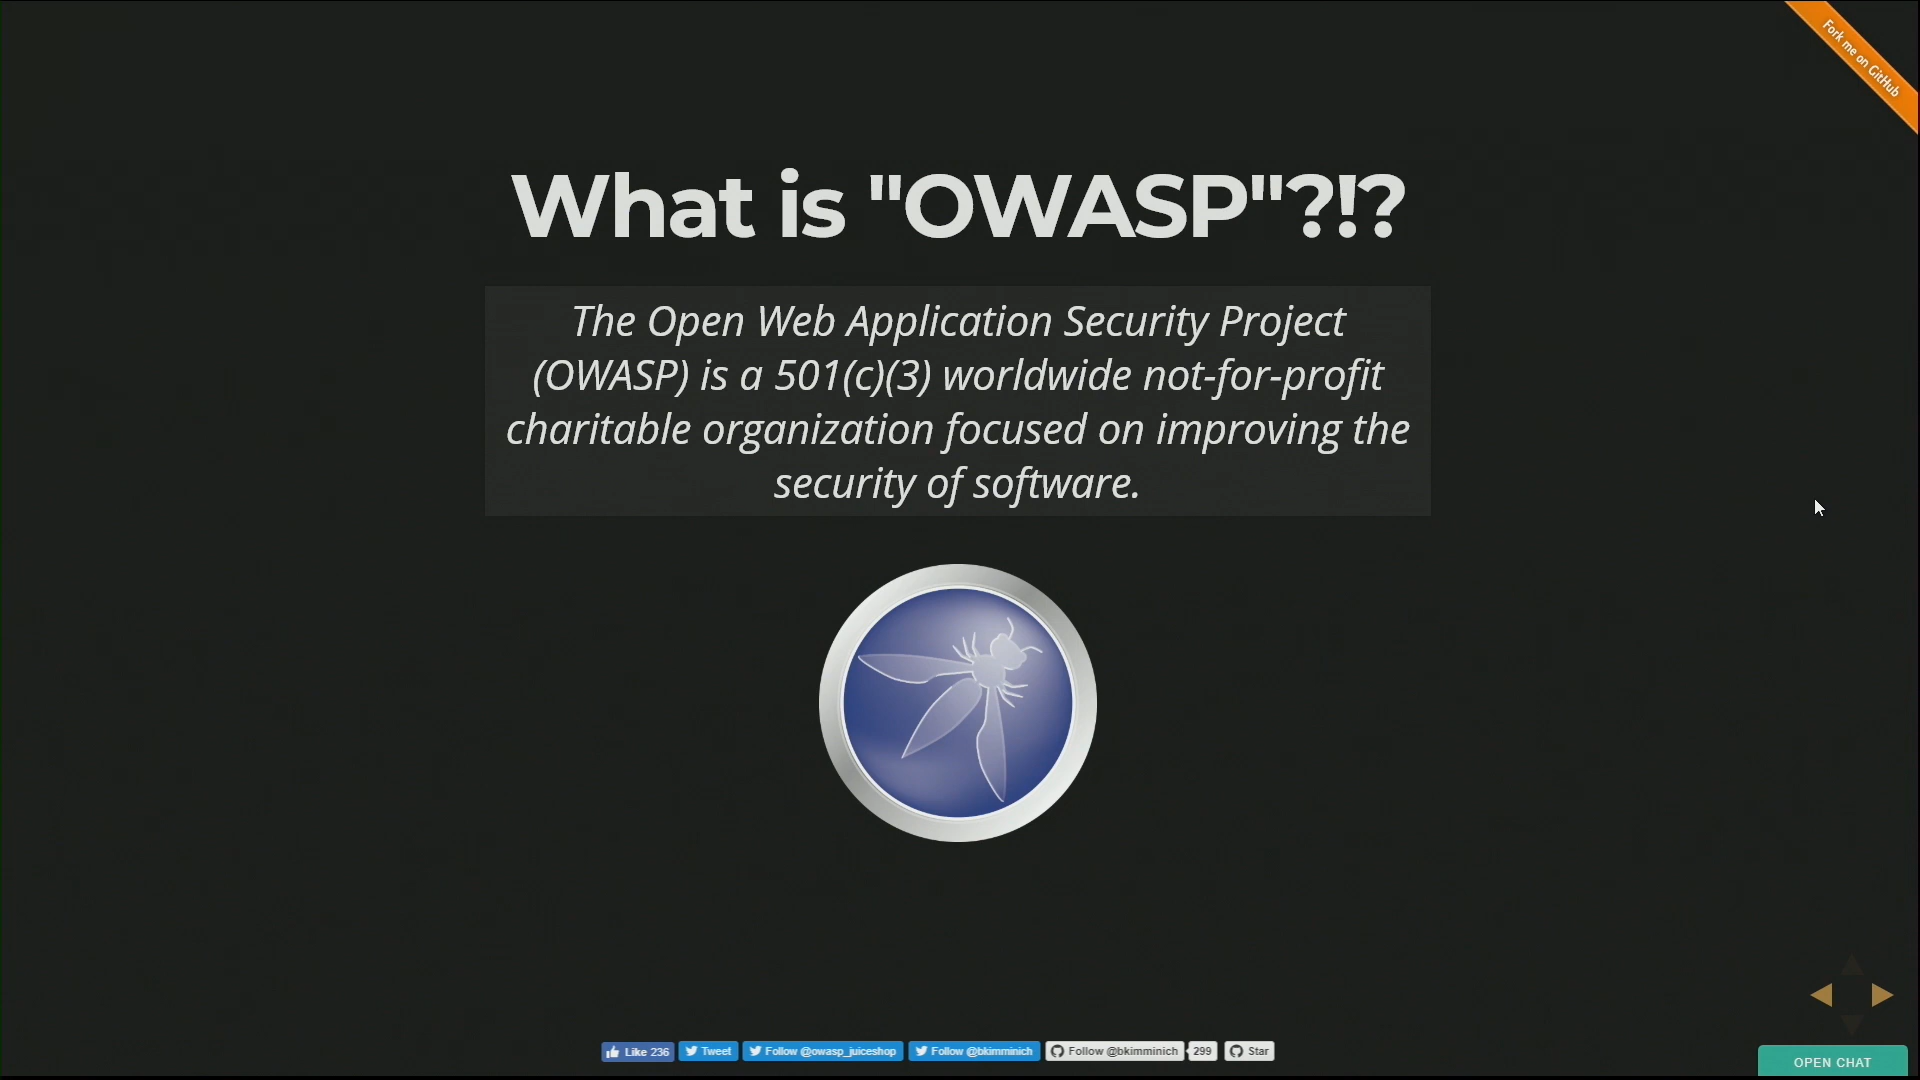 Fork me on GitHub
What is "OWASP"?!?
The Open Web Application Security Project
(OWASP) is a 501(c)(3) worldwide not-for-profit
charitable organization focused on improving the
security of software.
Like 236 Tweet Follow @owasp_juiceshop Follow @bkimminich Follow @bkimminich 299 Star
OPEN CHAT